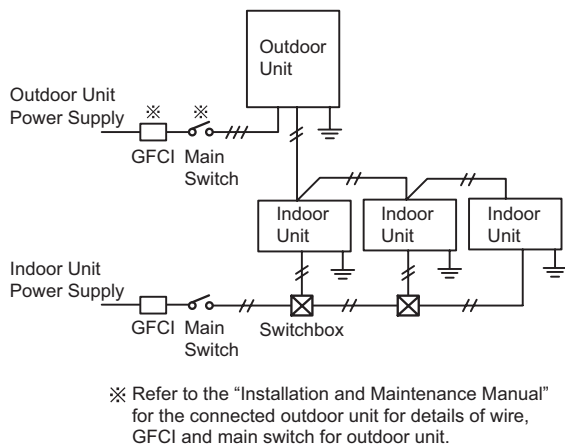 Outdoor
Unit
Outdoor Unit
Power Supply
※
※
GFCI
Main
Switch
Indoor
Unit
Indoor
Unit
Indoor
Unit
Indoor Unit
Power Supply
GFCI
Main
Switch
Switchbox
※ Refer to the “Installation and Maintenance Manual”
for the connected outdoor unit for details of wire,
GFCI and main switch for outdoor unit.